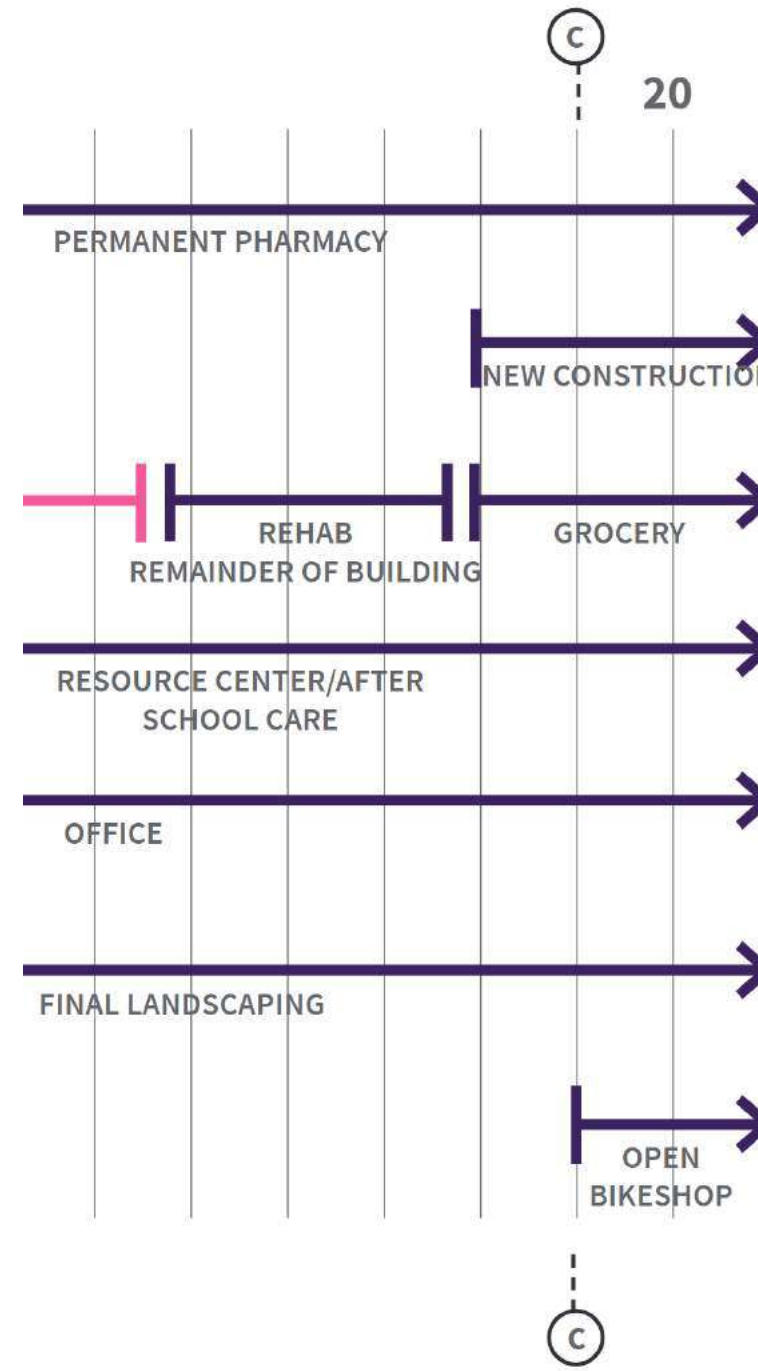 C
20
PERMANENT PHARMACY
NEW CONSTRUCTION
REHAB
REMAINDER OF BUILDING
GROCERY
RESOURCE CENTER/AFTER
SCHOOL CARE
OFFICE
FINAL LANDSCAPING
OPEN
BIKESHOP
C